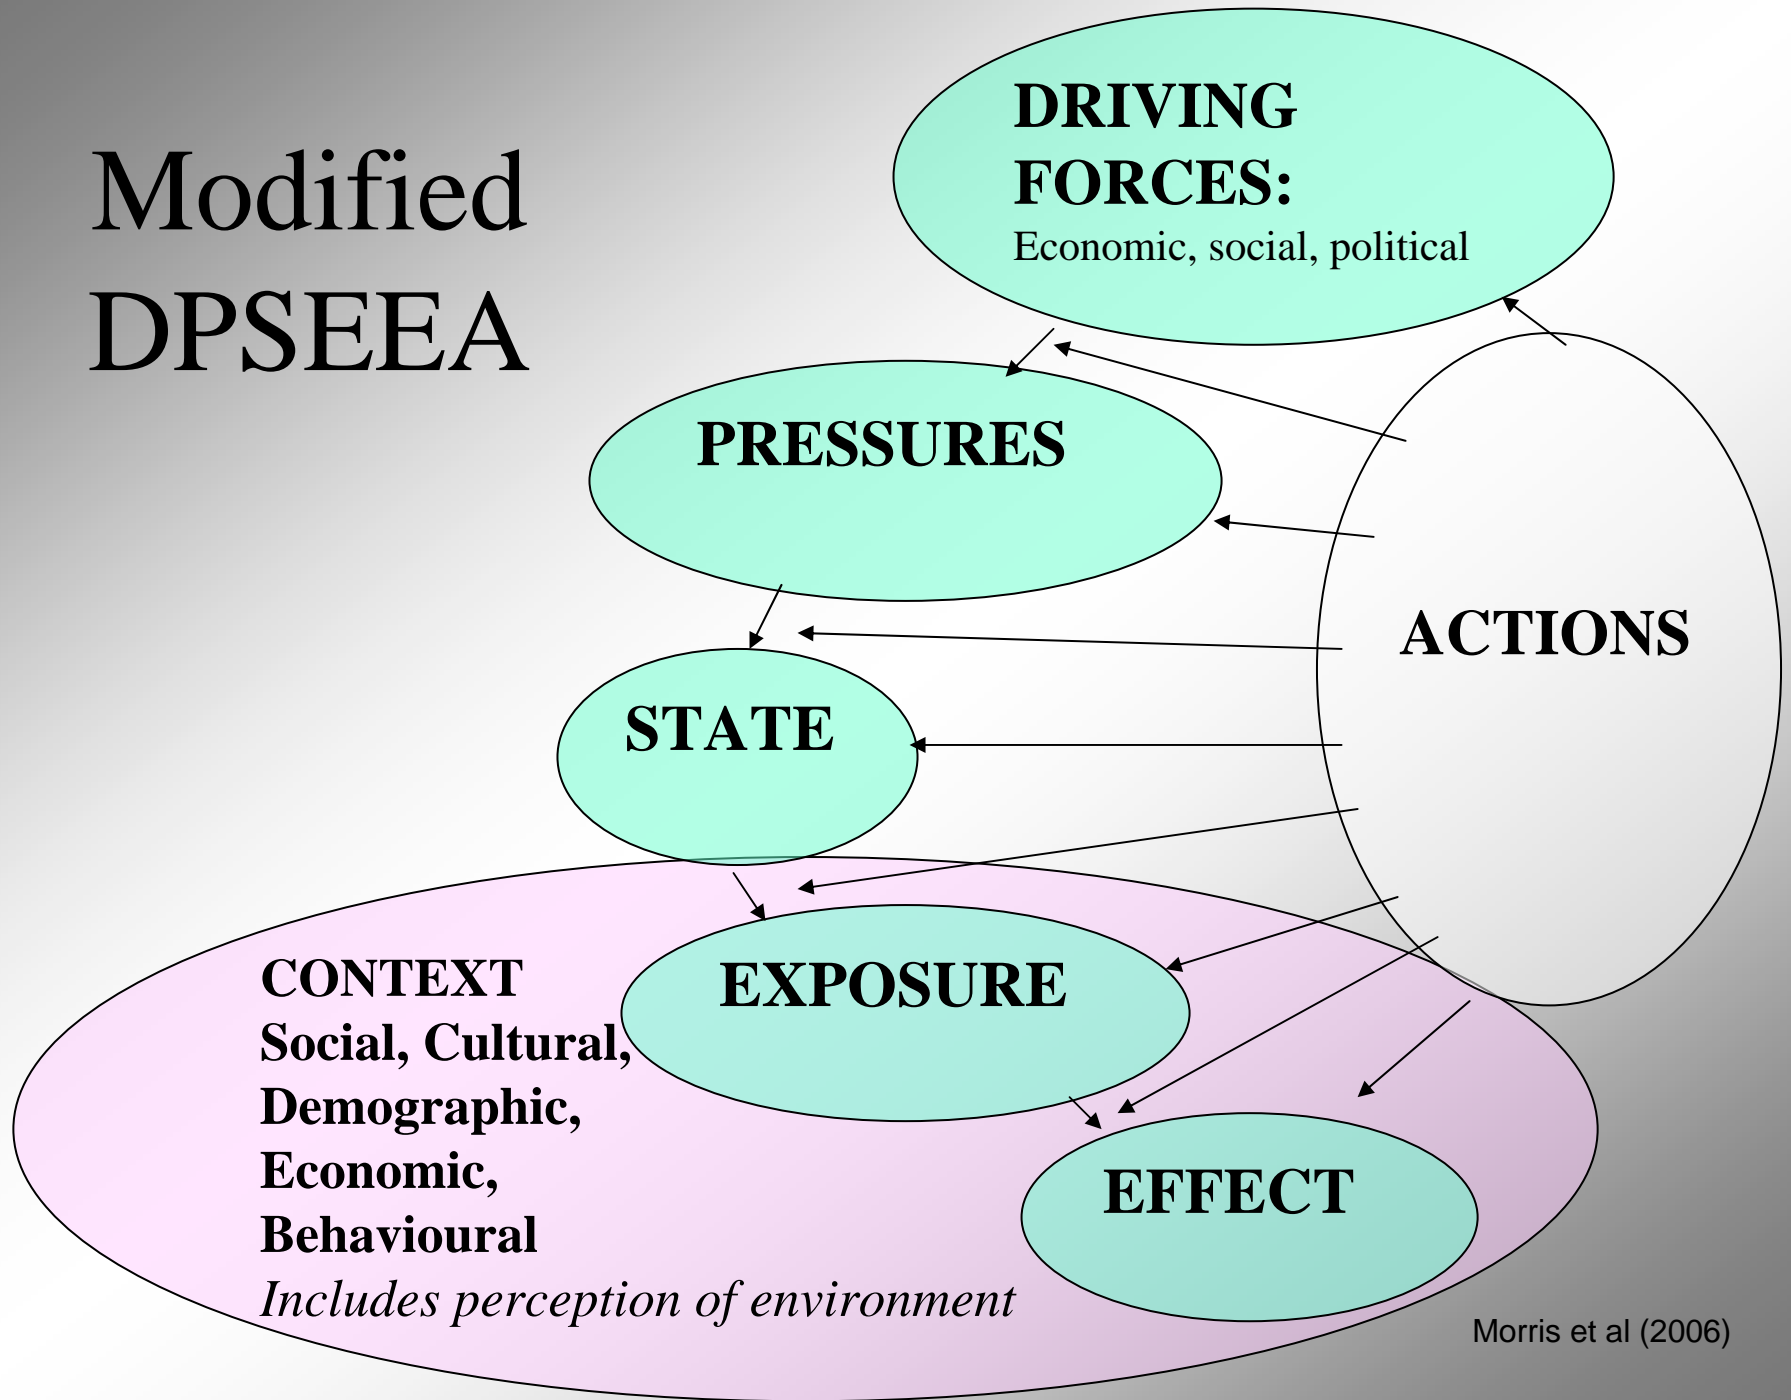 Modified
DPSEEA
DRIVING
FORCES:
Economic, social, political
PRESSURES
ACTIONS
STATE
EXPOSURE
CONTEXT
Social, Cultural,
Demographic,
Economic,
Behavioural
Includes perception of environment
EFFECT
Morris et al (2006)